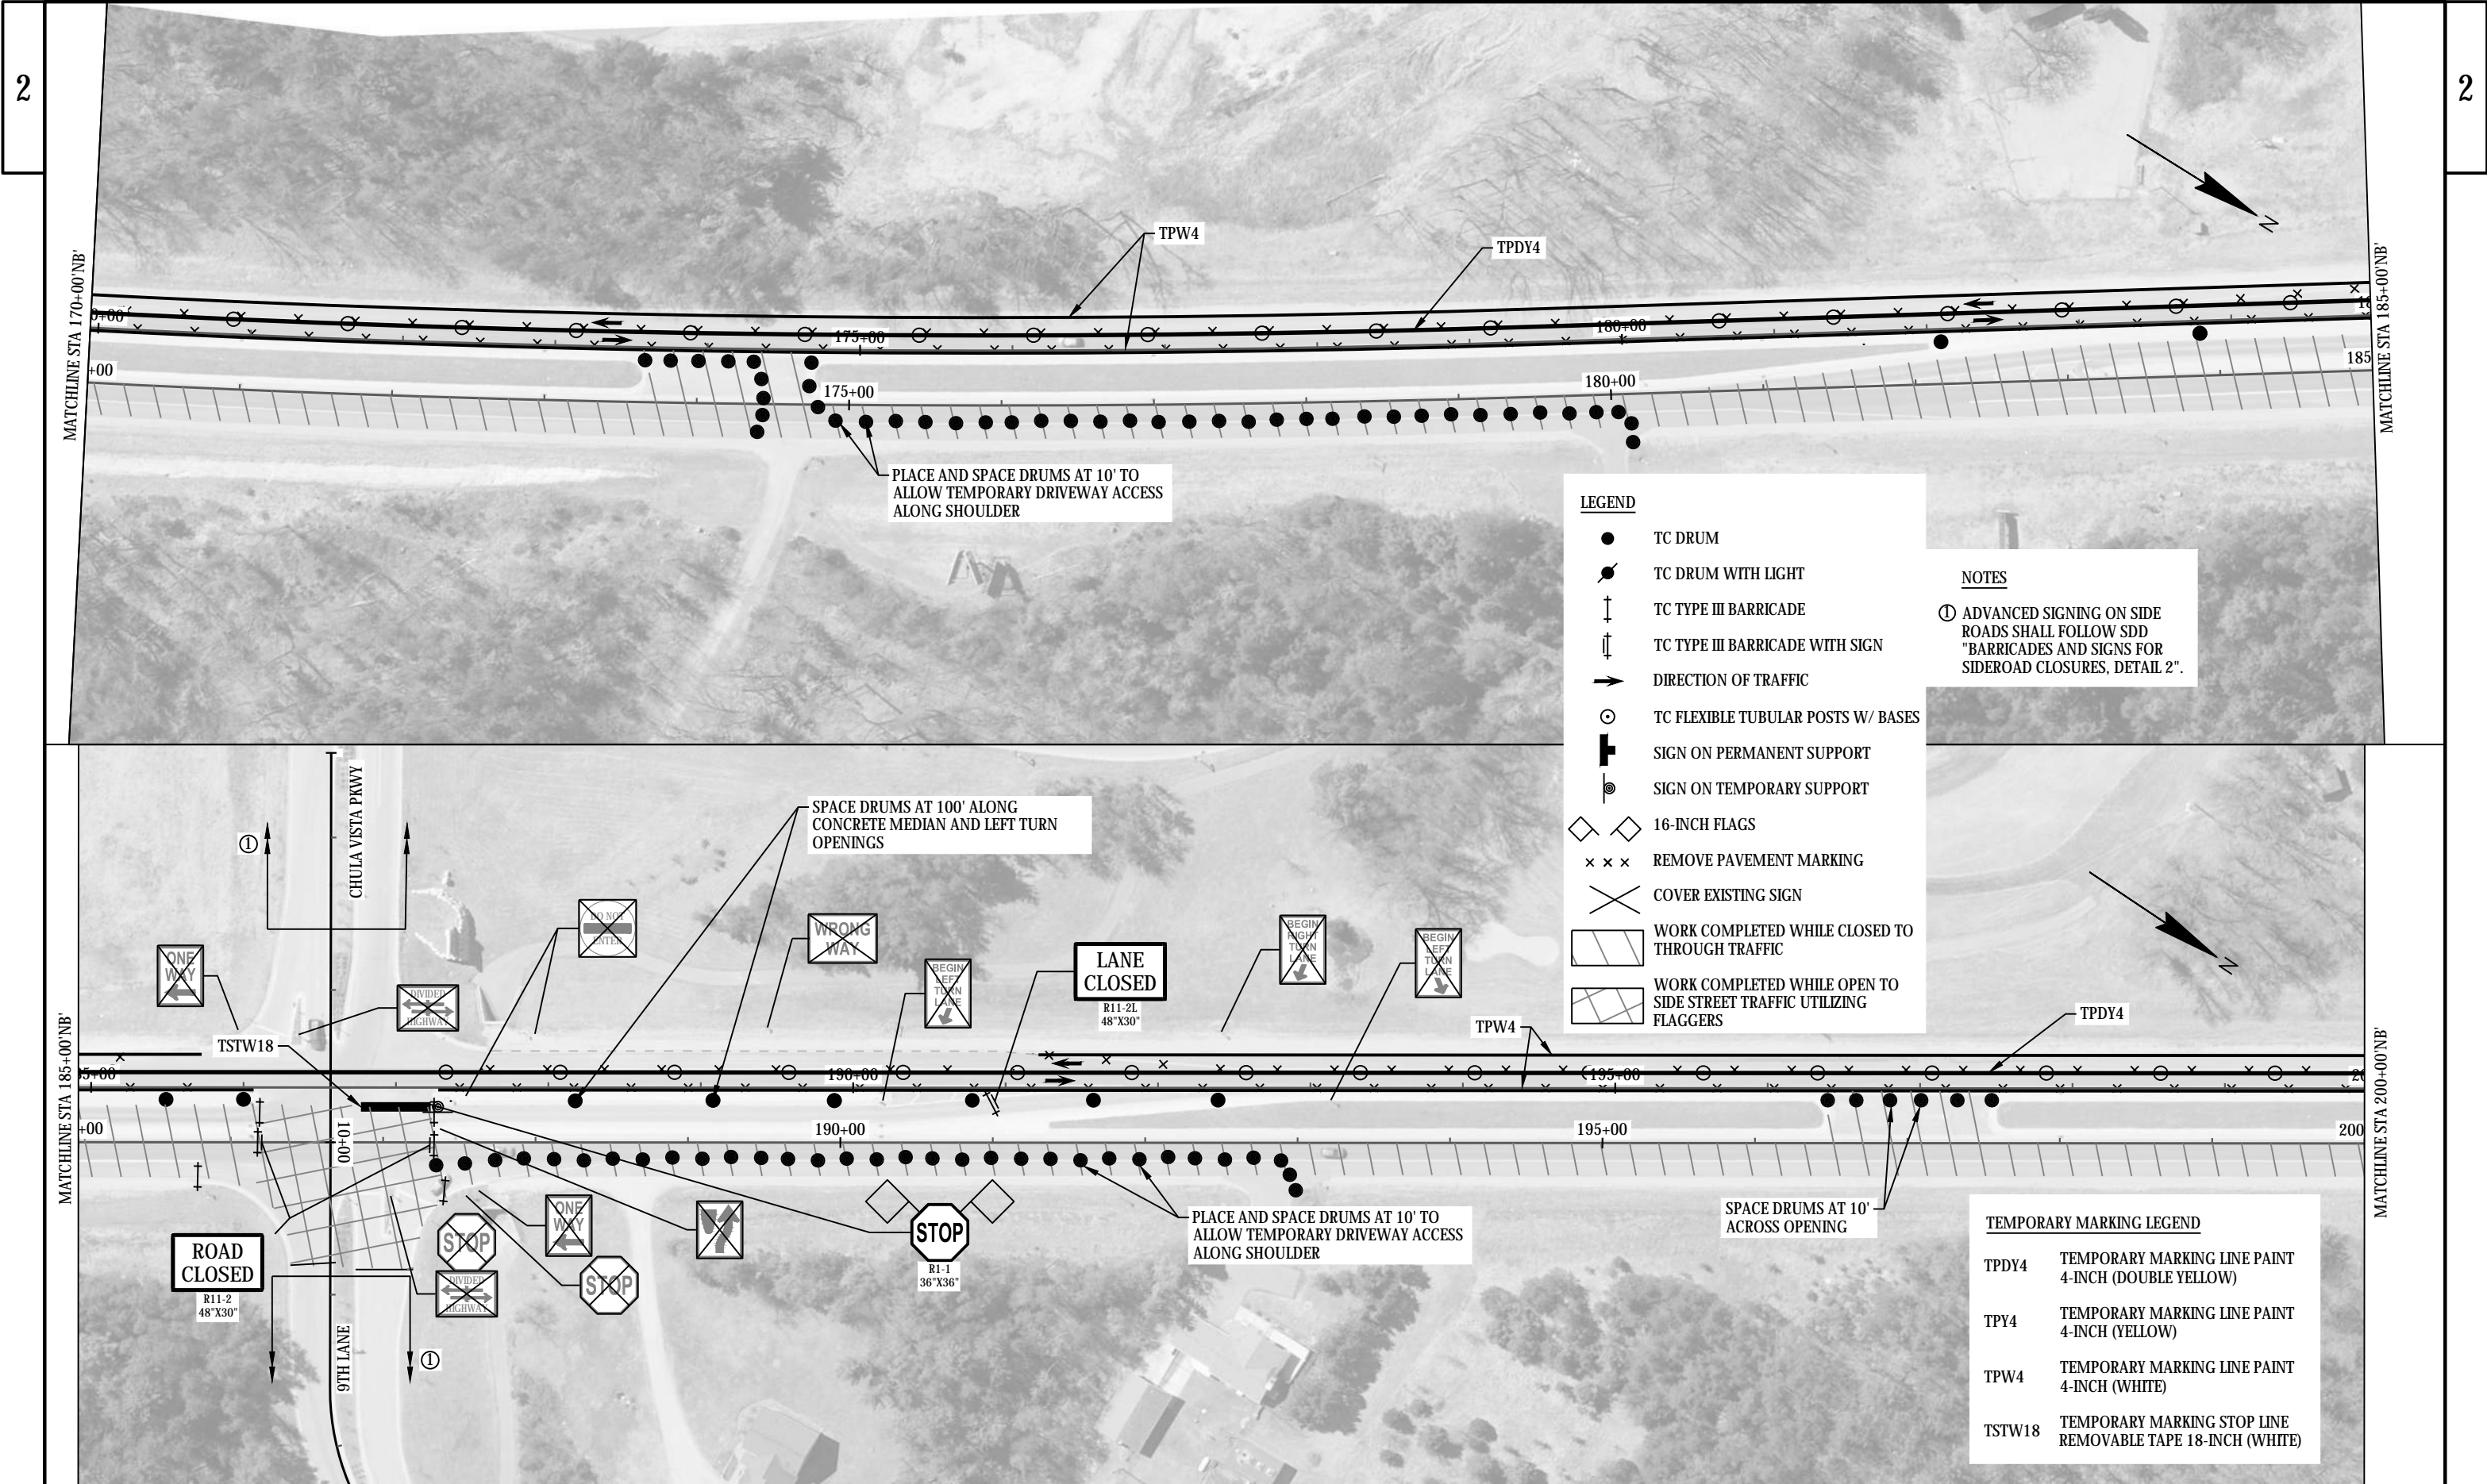 2
2
MATCHLINE STA 170+00'NB'
MATCHLINE STA 185+00'NB'
TPW4
TPDY4
N
0+00
175+00
180+00
18
+00
175+00
180+00
185
PLACE AND SPACE DRUMS AT 10' TO
ALLOW TEMPORARY DRIVEWAY ACCESS
ALONG SHOULDER
LEGEND
TC DRUM
TC DRUM WITH LIGHT
TC TYPE III BARRICADE
TC TYPE III BARRICADE WITH SIGN
DIRECTION OF TRAFFIC
TC FLEXIBLE TUBULAR POSTS W/ BASES
SIGN ON PERMANENT SUPPORT
SIGN ON TEMPORARY SUPPORT
16-INCH FLAGS
REMOVE PAVEMENT MARKING
COVER EXISTING SIGN
WORK COMPLETED WHILE CLOSED TO
THROUGH TRAFFIC
WORK COMPLETED WHILE OPEN TO
SIDE STREET TRAFFIC UTILIZING
FLAGGERS
NOTES
1 ADVANCED SIGNING ON SIDE
ROADS SHALL FOLLOW SDD
"BARRICADES AND SIGNS FOR
SIDEROAD CLOSURES, DETAIL 2".
MATCHLINE STA 185+00'NB'
MATCHLINE STA 200+00'NB'
CHULA VISTA PKWY
1
SPACE DRUMS AT 100' ALONG
CONCRETE MEDIAN AND LEFT TURN
OPENINGS
ONE
WAY
DIVIDED
HIGHWAY
DO NOT
ENTER
WRONG
WAY
BEGIN
LEFT
TURN
LANE
LANE
CLOSED
R11-2L
48"X30"
BEGIN
RIGHT
TURN
LANE
BEGIN
LEFT
TURN
LANE
TSTW18
TPW4
TPDY4
N
85+00
190+00
195+00
20
+00
10+00
190+00
195+00
200
ROAD
CLOSED
R11-2
48"X30"
9TH LANE
1
STOP
DIVIDED
HIGHWAY
ONE
WAY
STOP
STOP
R1-1
36"X36"
PLACE AND SPACE DRUMS AT 10' TO
ALLOW TEMPORARY DRIVEWAY ACCESS
ALONG SHOULDER
SPACE DRUMS AT 10'
ACROSS OPENING
TEMPORARY MARKING LEGEND
TPDY4 TEMPORARY MARKING LINE PAINT
4-INCH (DOUBLE YELLOW)
TPY4 TEMPORARY MARKING LINE PAINT
4-INCH (YELLOW)
TPW4 TEMPORARY MARKING LINE PAINT
4-INCH (WHITE)
TSTW18 TEMPORARY MARKING STOP LINE
REMOVABLE TAPE 18-INCH (WHITE)